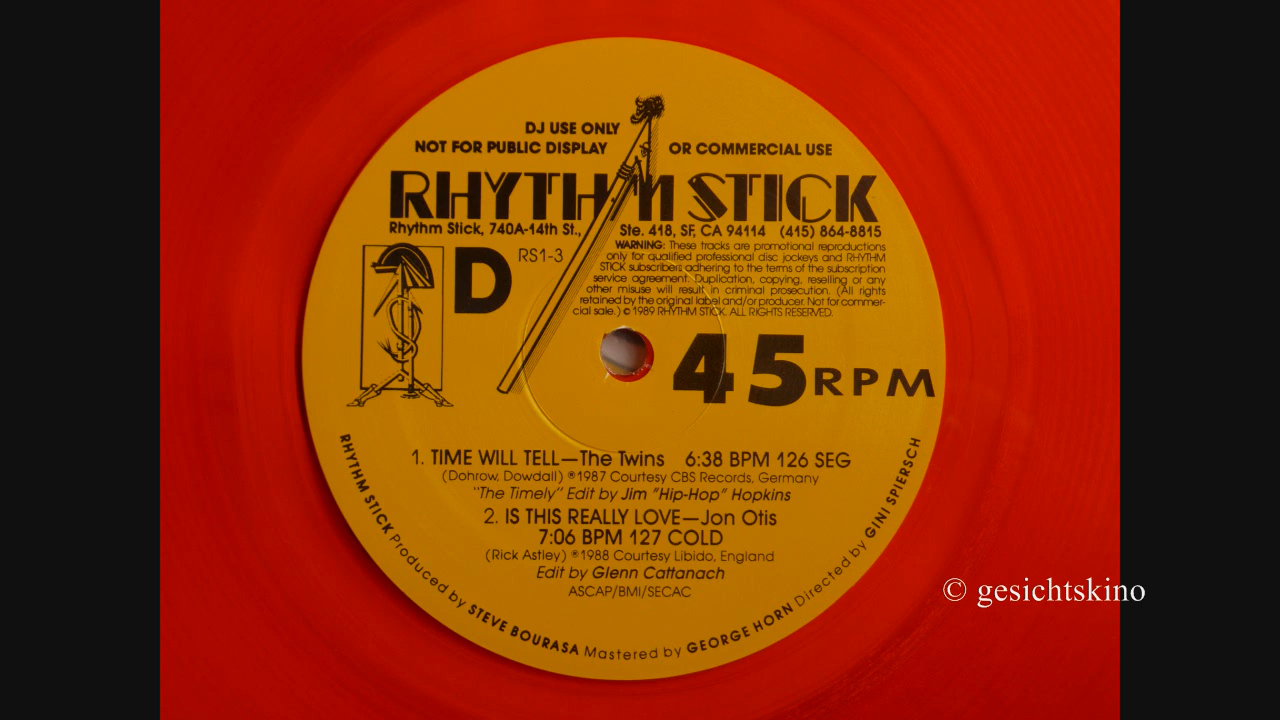 DJ USE ONLY
NOT FOR PUBLIC DISPLAY OR COMMERCIAL USE
RHYTHM STICK
Rhythm Stick, 740A-14th St., Ste. 418, SF, CA 94114 (415) 864-8815
D RS1-3
WARNING: These tracks are promotional reproductions
only for qualified professional disc jockeys and RHYTHM
STICK subscribers adhering to the terms of the subscription
service agreement. Duplication, copying, reselling or any
other misuse will result in criminal prosecution. (All rights
retained by the original label and/or producer. Not for commer-
cial sale.) © 1989 RHYTHM STICK. ALL RIGHTS RESERVED.
45 RPM
1. TIME WILL TELL—The Twins 6:38 BPM 126 SEG
(Dohrow, Dowdall) ℗1987 Courtesy CBS Records, Germany
"The Timely" Edit by Jim "Hip-Hop" Hopkins
2. IS THIS REALLY LOVE—Jon Otis
7:06 BPM 127 COLD
(Rick Astley) ℗1988 Courtesy Libido, England
Edit by Glenn Cattanach
ASCAP/BMI/SECAC
RHYTHM STICK Produced by STEVE BOURASA Mastered by GEORGE HORN Directed by GINI SPIERSCH
© gesichtskino